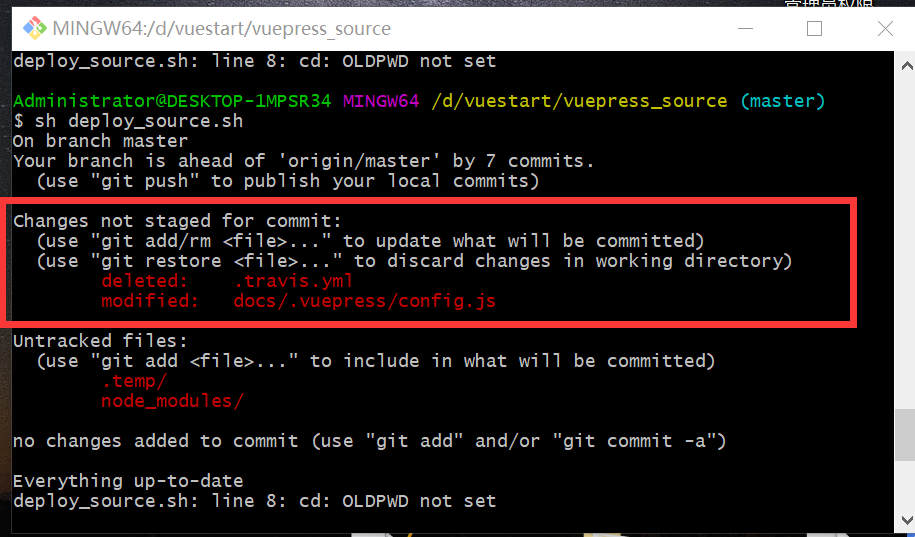 管理员权限
MINGW64:/d/vuestart/vuepress_source
deploy_source.sh: line 8: cd: OLDPWD not set
Administrator@DESKTOP-1MPSR34 MINGW64 /d/vuestart/vuepress_source (master)
$ sh deploy_source.sh
On branch master
Your branch is ahead of 'origin/master' by 7 commits.
(use "git push" to publish your local commits)
Changes not staged for commit:
(use "git add/rm <file>..." to update what will be committed)
(use "git restore <file>..." to discard changes in working directory)
deleted: .travis.yml
modified: docs/.vuepress/config.js
Untracked files:
(use "git add <file>..." to include in what will be committed)
.temp/
node_modules/
no changes added to commit (use "git add" and/or "git commit -a")
Everything up-to-date
deploy_source.sh: line 8: cd: OLDPWD not set